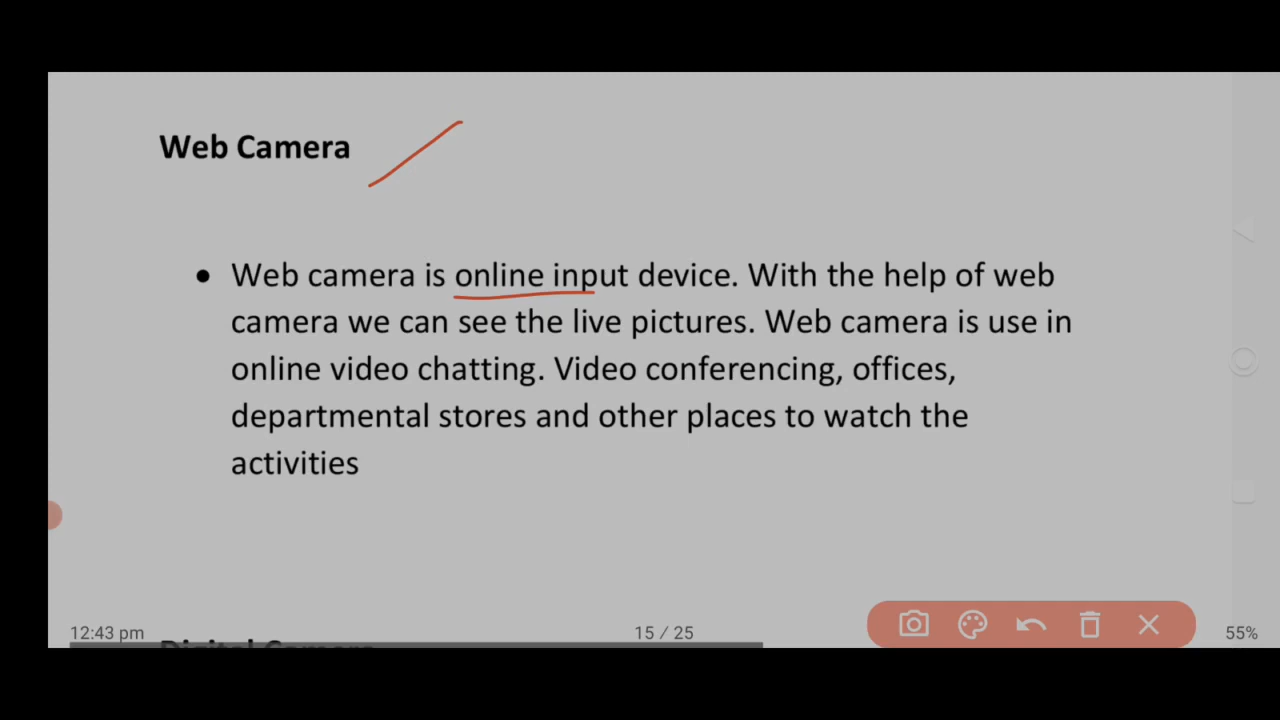 Web Camera
● Web camera is online input device. With the help of web
camera we can see the live pictures. Web camera is use in
online video chatting. Video conferencing, offices,
departmental stores and other places to watch the
activities
12:43 pm
15 / 25
55%
Digital Camera